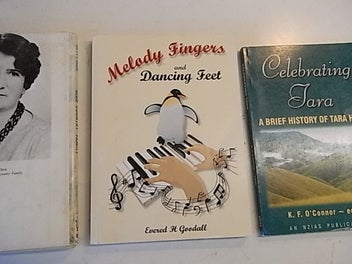 Melody Fingers
and
Dancing Feet
Evered H Goodall
Celebrating
Tara
A BRIEF HISTORY OF TARA H
K. F. O'Connor ~ e
AN NZIAS PUBLIC